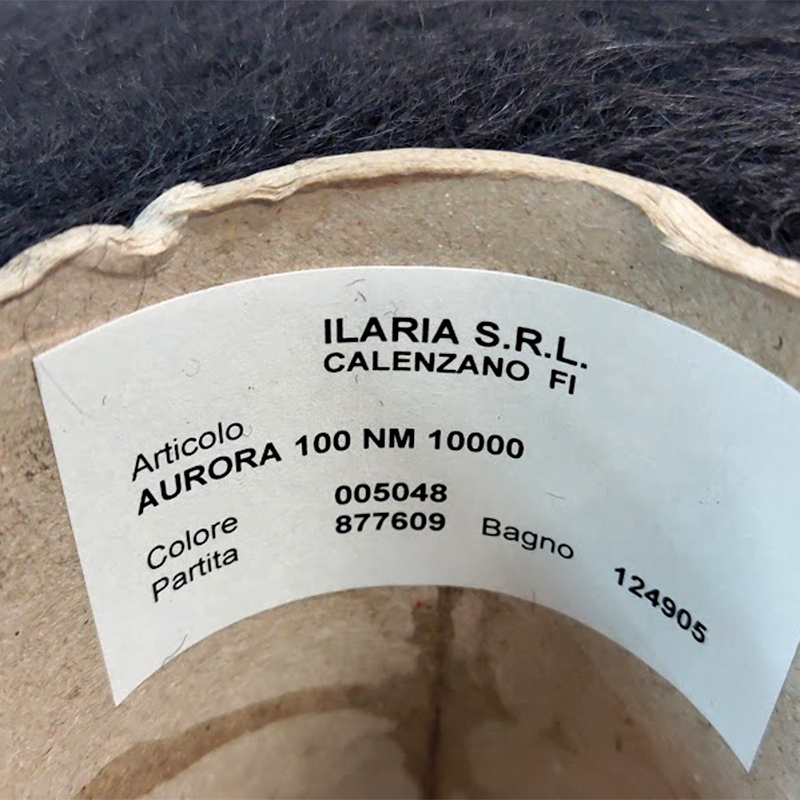 ILARIA S.R.L.
CALENZANO FI
Articolo
AURORA 100 NM 10000
Colore 005048
Partita 877609 Bagno 124905